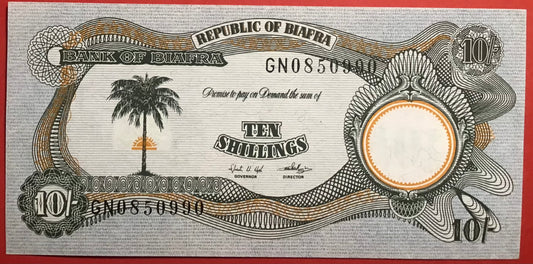 REPUBLIC OF BIAFRA
10/-
BANK OF BIAFRA
GN0850990
Promise to pay on Demand the sum of
TEN
SHILLINGS
GOVERNOR
DIRECTOR
GN0850990
10/-
10/-